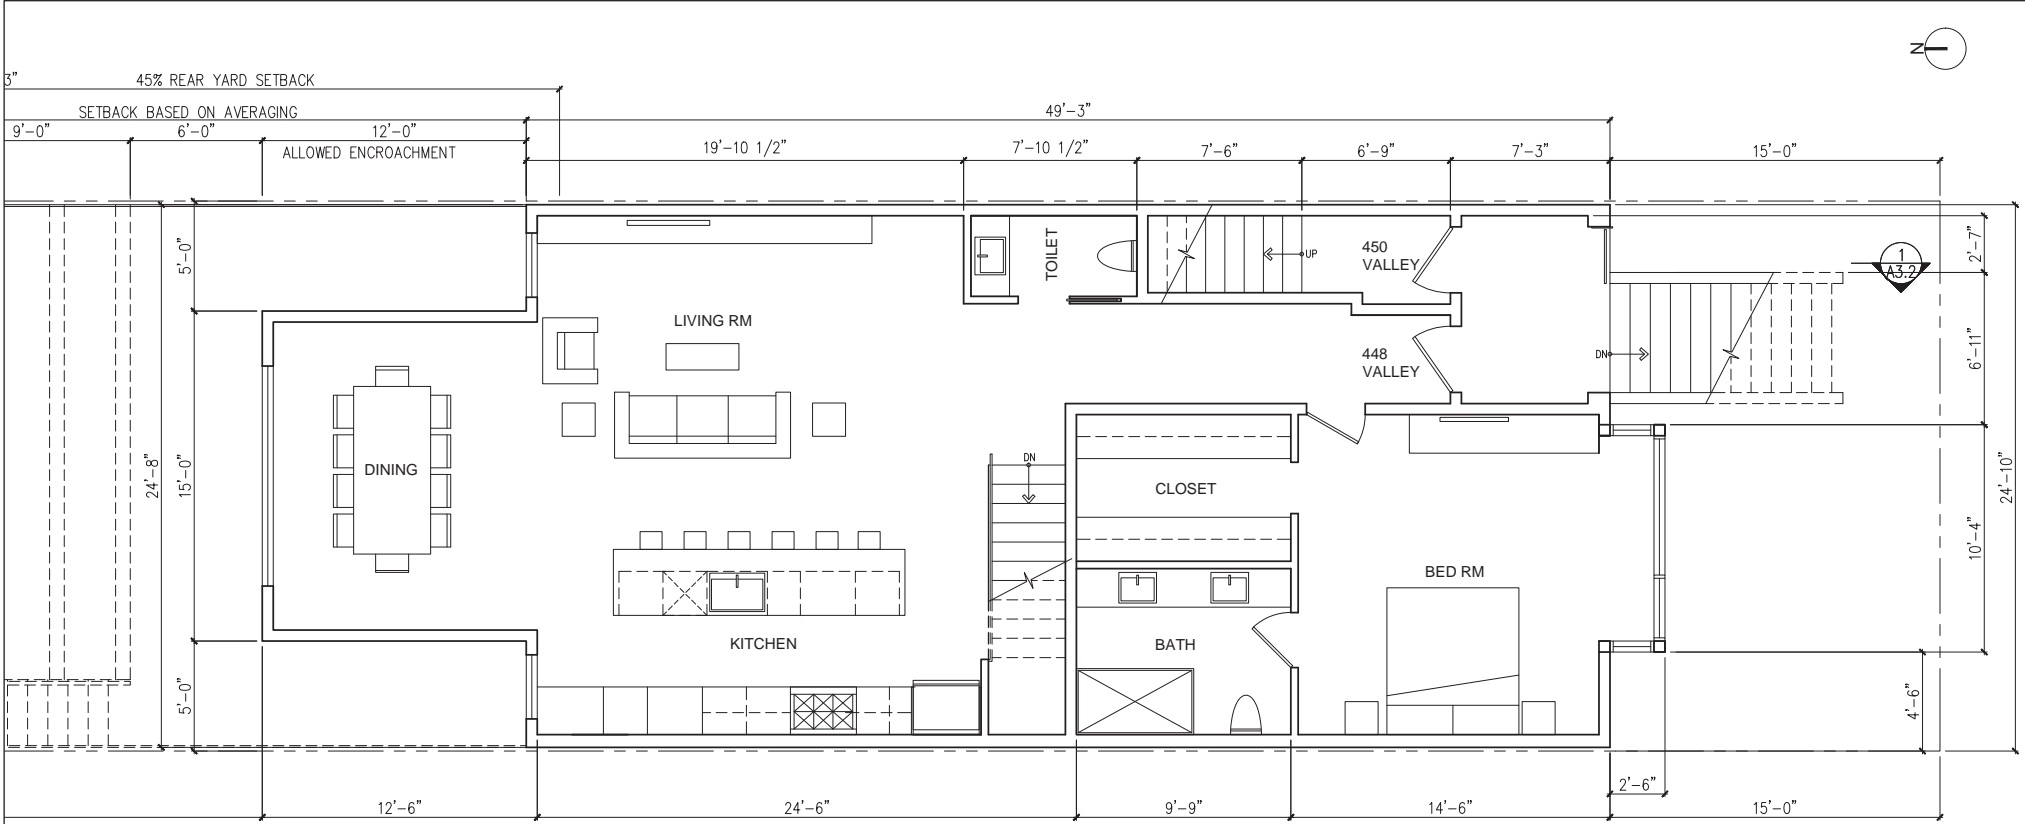 N
3"
45% REAR YARD SETBACK
SETBACK BASED ON AVERAGING
49'-3"
9'-0"
6'-0"
12'-0"
ALLOWED ENCROACHMENT
19'-10 1/2"
7'-10 1/2"
7'-6"
6'-9"
7'-3"
15'-0"
5'-0"
TOILET
UP
450
VALLEY
2'-7"
1
A3.2
LIVING RM
448
VALLEY
DN
6'-11"
24'-8"
15'-0"
DINING
DN
CLOSET
24'-10"
10'-4"
BED RM
KITCHEN
BATH
5'-0"
4'-6"
2'-6"
12'-6"
24'-6"
9'-9"
14'-6"
15'-0"